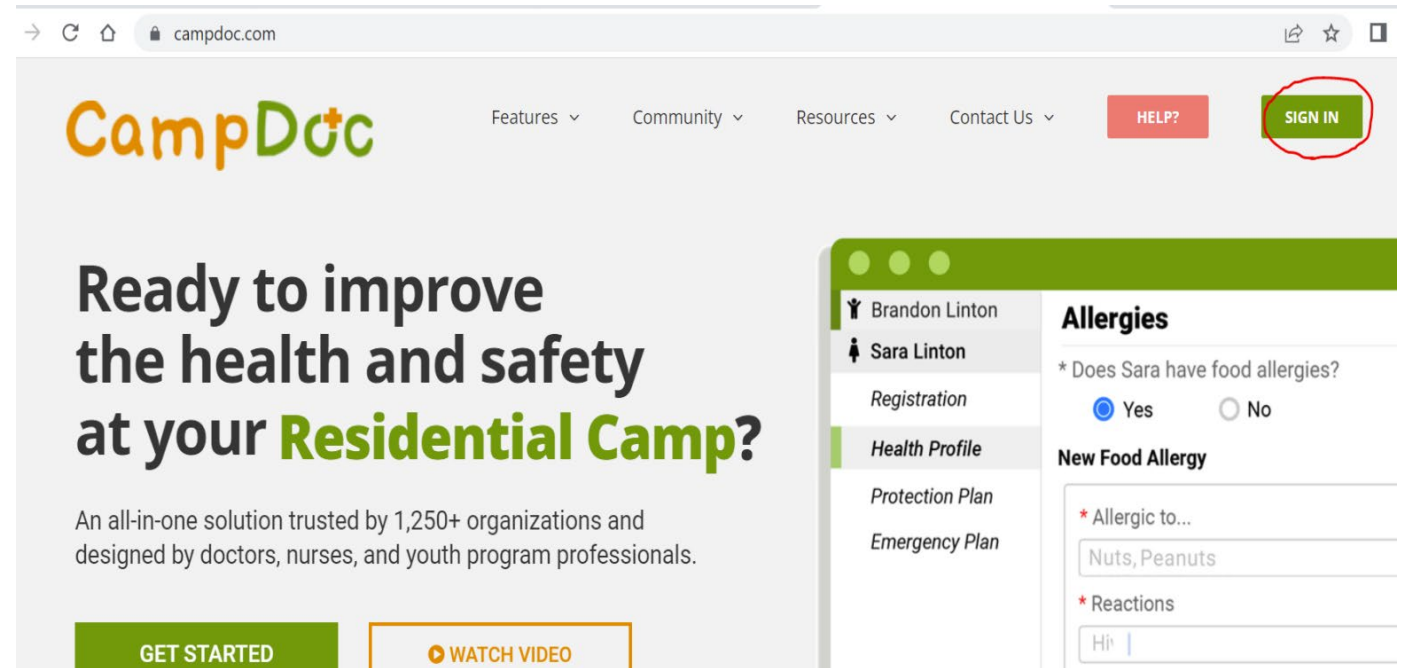 campdoc.com
CampDoc
Features
Community
Resources
Contact Us
HELP?
SIGN IN
Ready to improve
the health and safety
at your Residential Camp?
An all-in-one solution trusted by 1,250+ organizations and
designed by doctors, nurses, and youth program professionals.
GET STARTED
WATCH VIDEO
Brandon Linton
Sara Linton
Registration
Health Profile
Protection Plan
Emergency Plan
Allergies
* Does Sara have food allergies?
Yes
No
New Food Allergy
* Allergic to...
Nuts, Peanuts
* Reactions